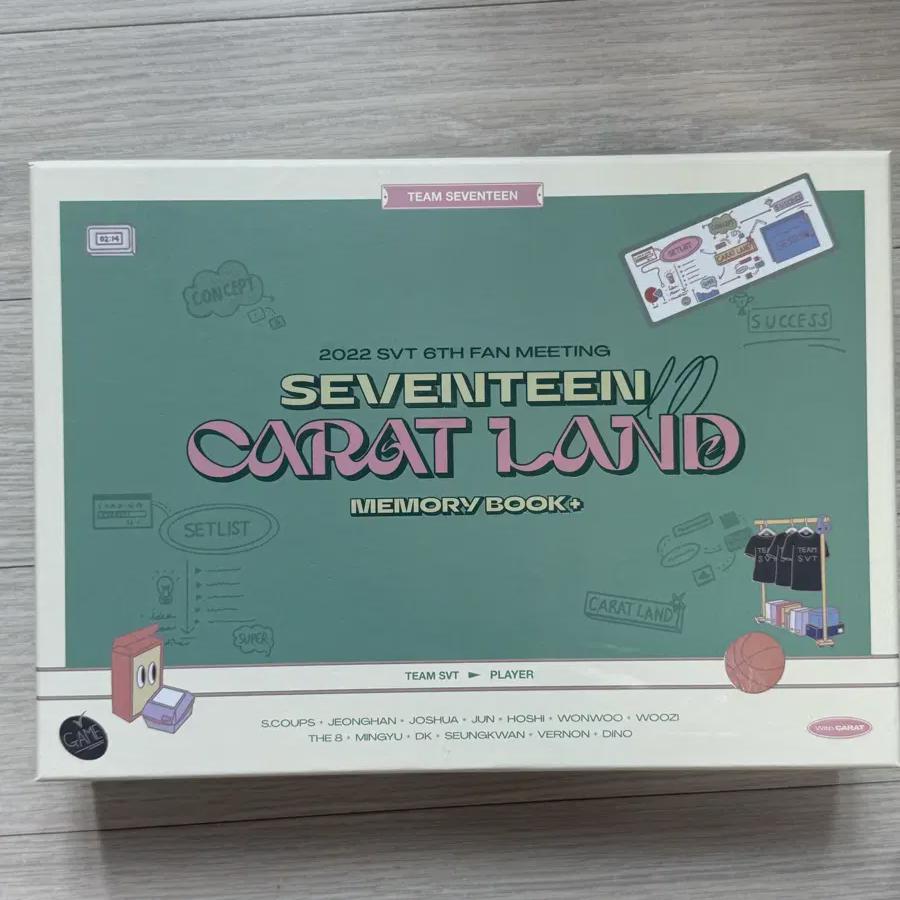 TEAM SEVENTEEN
02:14
CONCEPT
SETLIST
CARAT LAND
SUCCESS
2022 SVT 6TH FAN MEETING
SEVENTEEN
CARAT LAND
MEMORY BOOK+
LOADING
SETLIST
idea
SUPER
CARAT LAND
TEAM SVT
TEAM SVT ► PLAYER
S.COUPS • JEONGHAN • JOSHUA • JUN • HOSHI • WONWOO • WOOZI
THE 8 • MINGYU • DK • SEUNGKWAN • VERNON • DINO
GAME
With CARAT